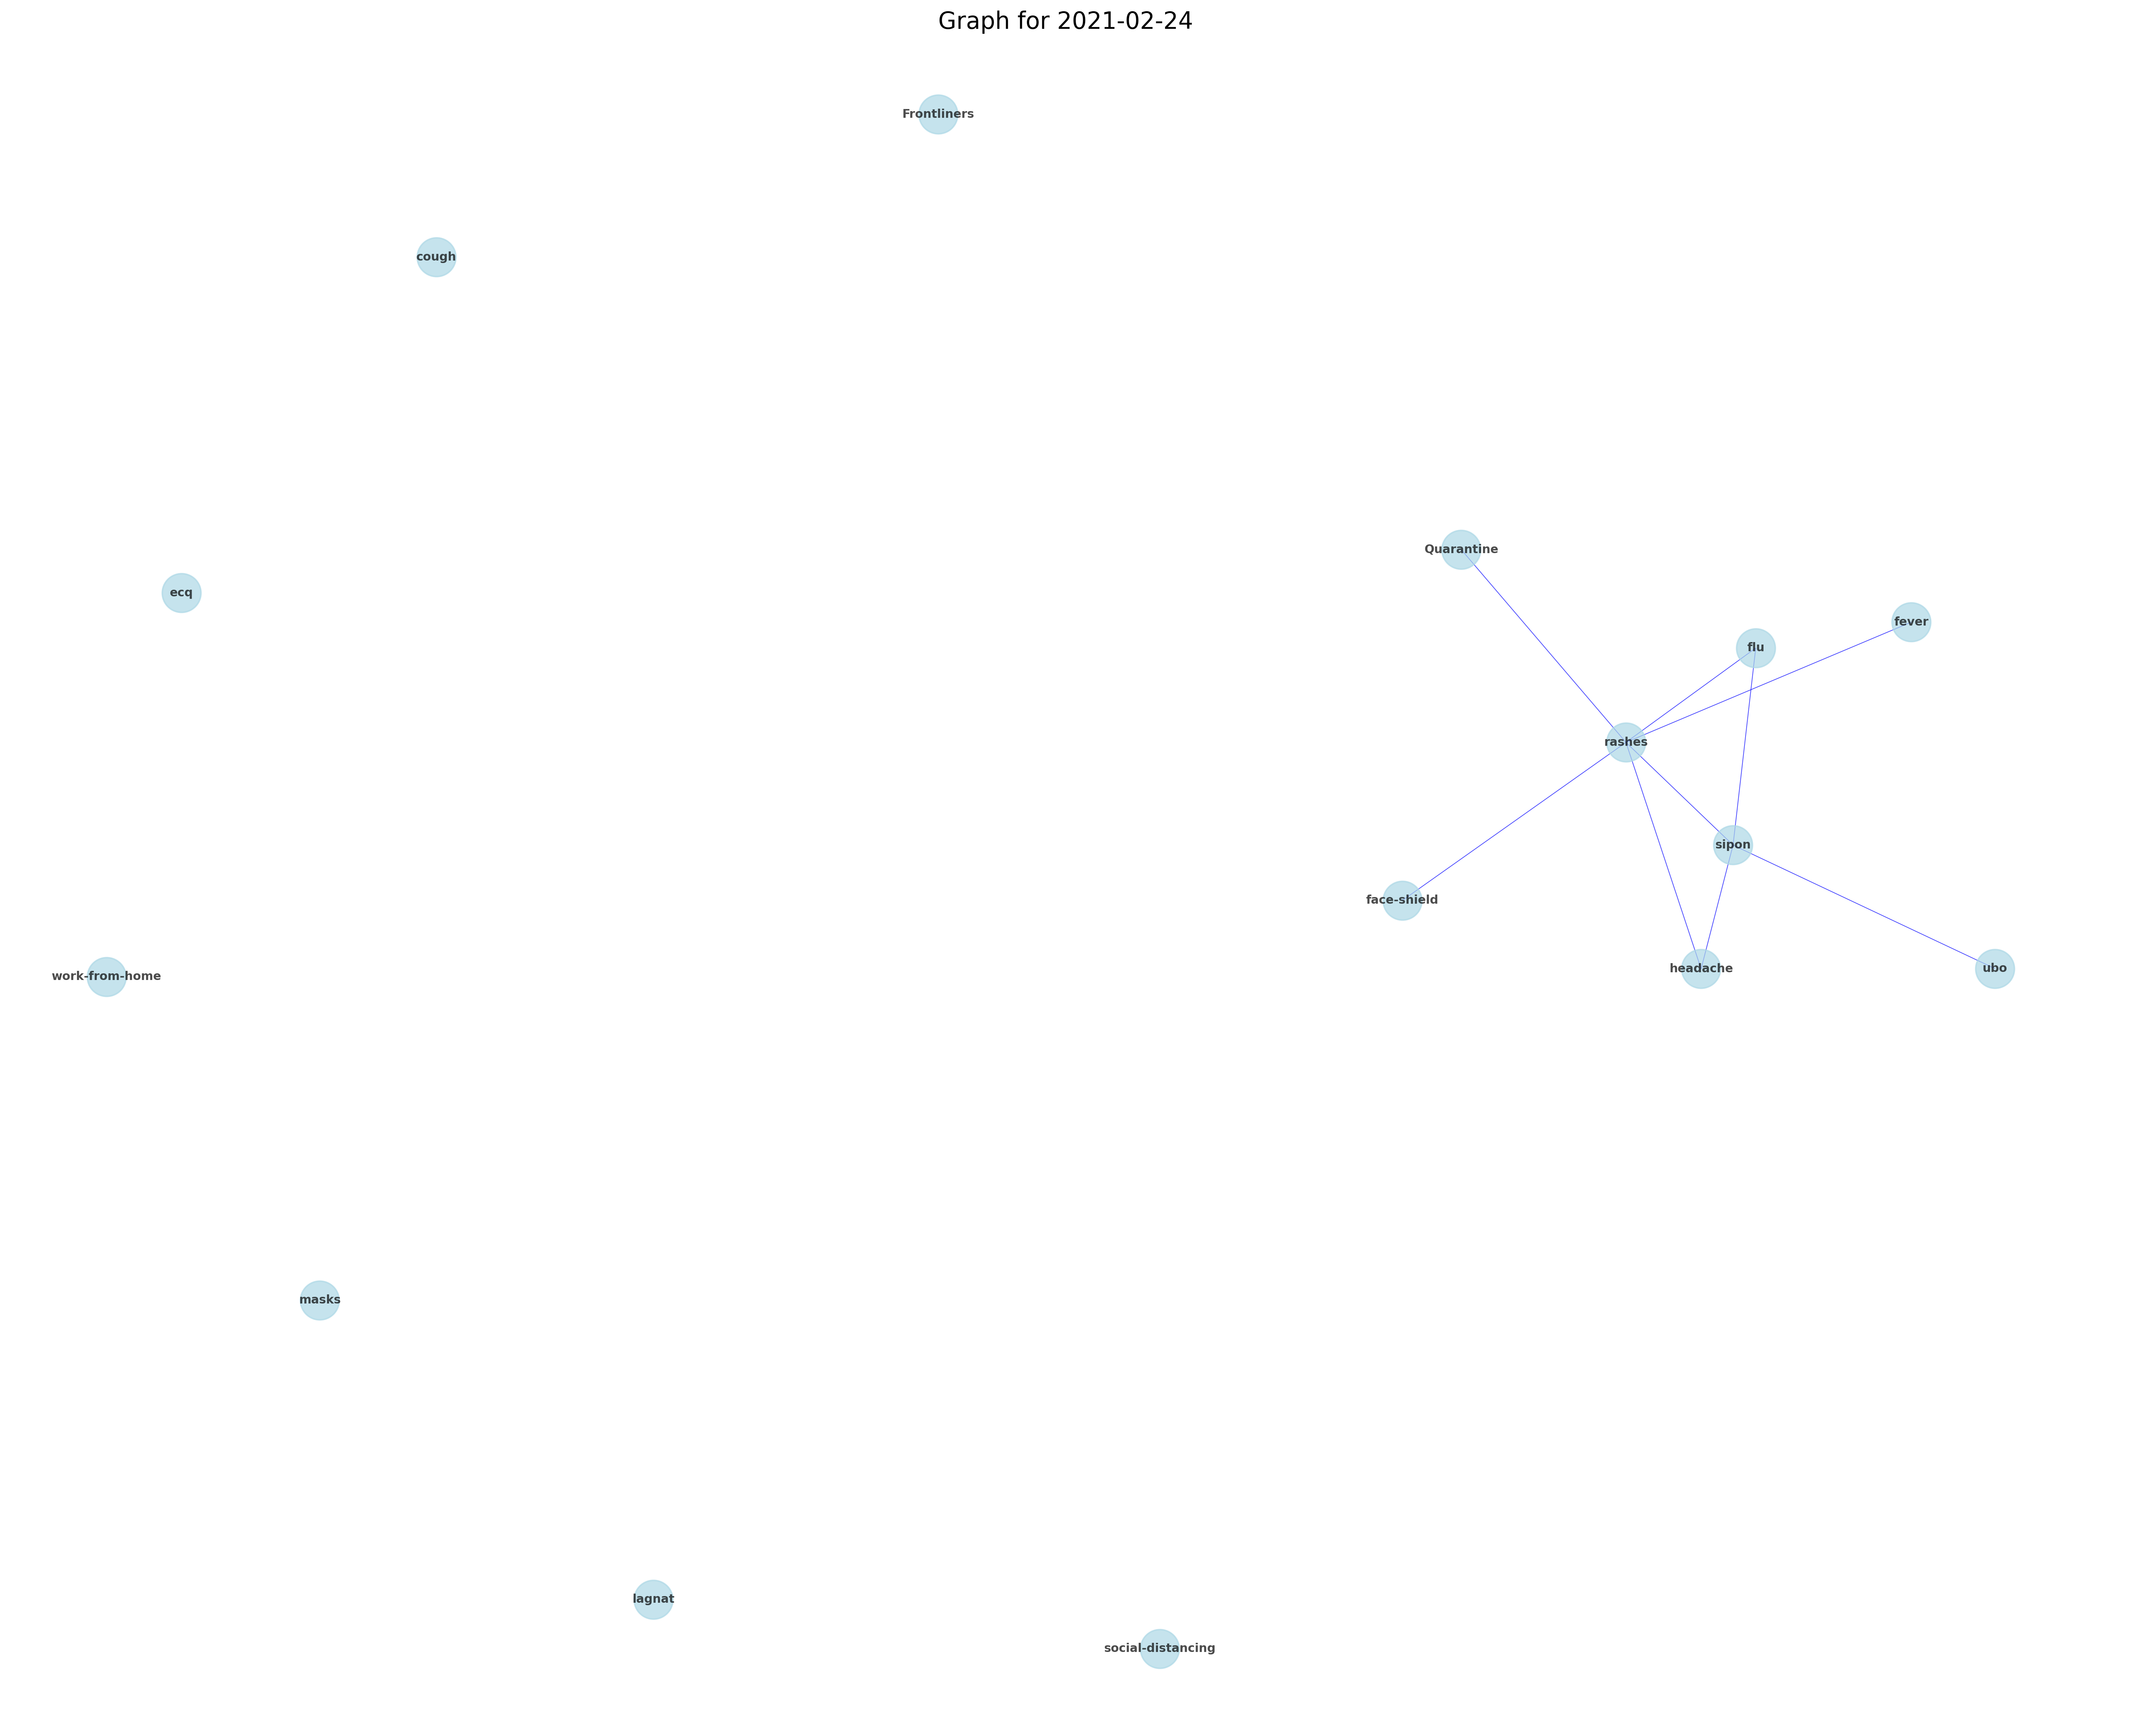 Graph for 2021-02-24
Frontliners
cough
Quarantine
ecq
fever
flu
rashes
sipon
face-shield
headache
ubo
work-from-home
masks
lagnat
social-distancing